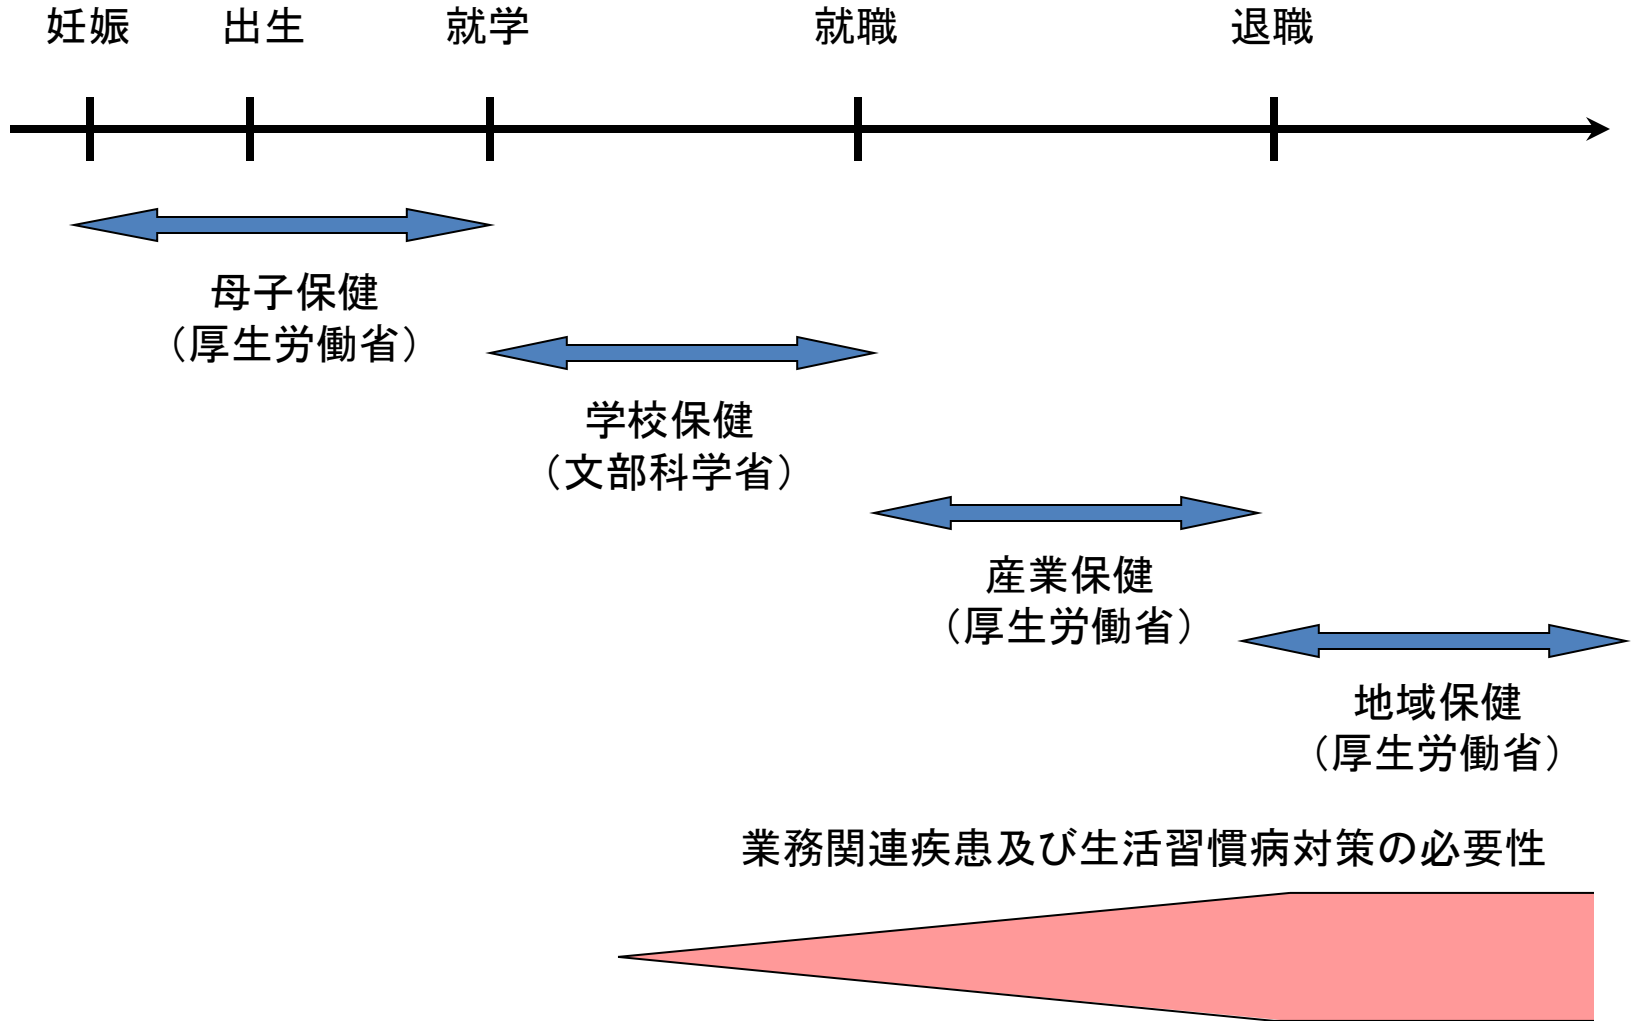 妊娠
出生
就学
就職
退職
母子保健
（厚生労働省）
学校保健
（文部科学省）
産業保健
（厚生労働省）
地域保健
（厚生労働省）
業務関連疾患及び生活習慣病対策の必要性